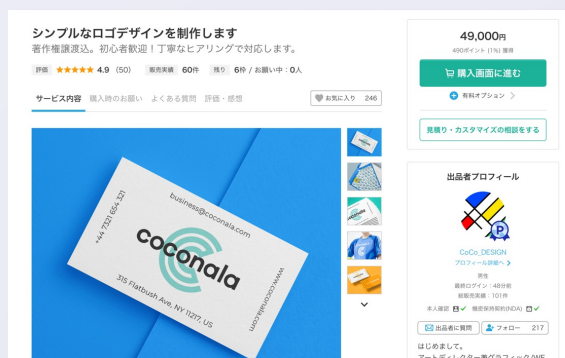 シンプルなロゴデザインを制作します
著作権譲渡込。初心者歓迎！丁寧なヒアリングで対応します。
評価 ★★★★★ 4.9 (50) 販売実績 60件 残り 6枠 / お願い中：0人
サービス内容 購入時のお願い よくある質問 評価・感想
お気に入り 246
business@coconala.com
+44 7321 654 321
coconala
315 Flatbush Ave, NY 11217, US
www.coconala.com
49,000円
490ポイント (1%) 獲得
購入画面に進む
有料オプション
見積り・カスタマイズの相談をする
出品者プロフィール
P
CoCo_DESIGN
プロフィール詳細へ
男性
最終ログイン：48分前
総販売実績：101件
本人確認 機密保持契約(NDA)
出品者に質問
フォロー 217
はじめまして。